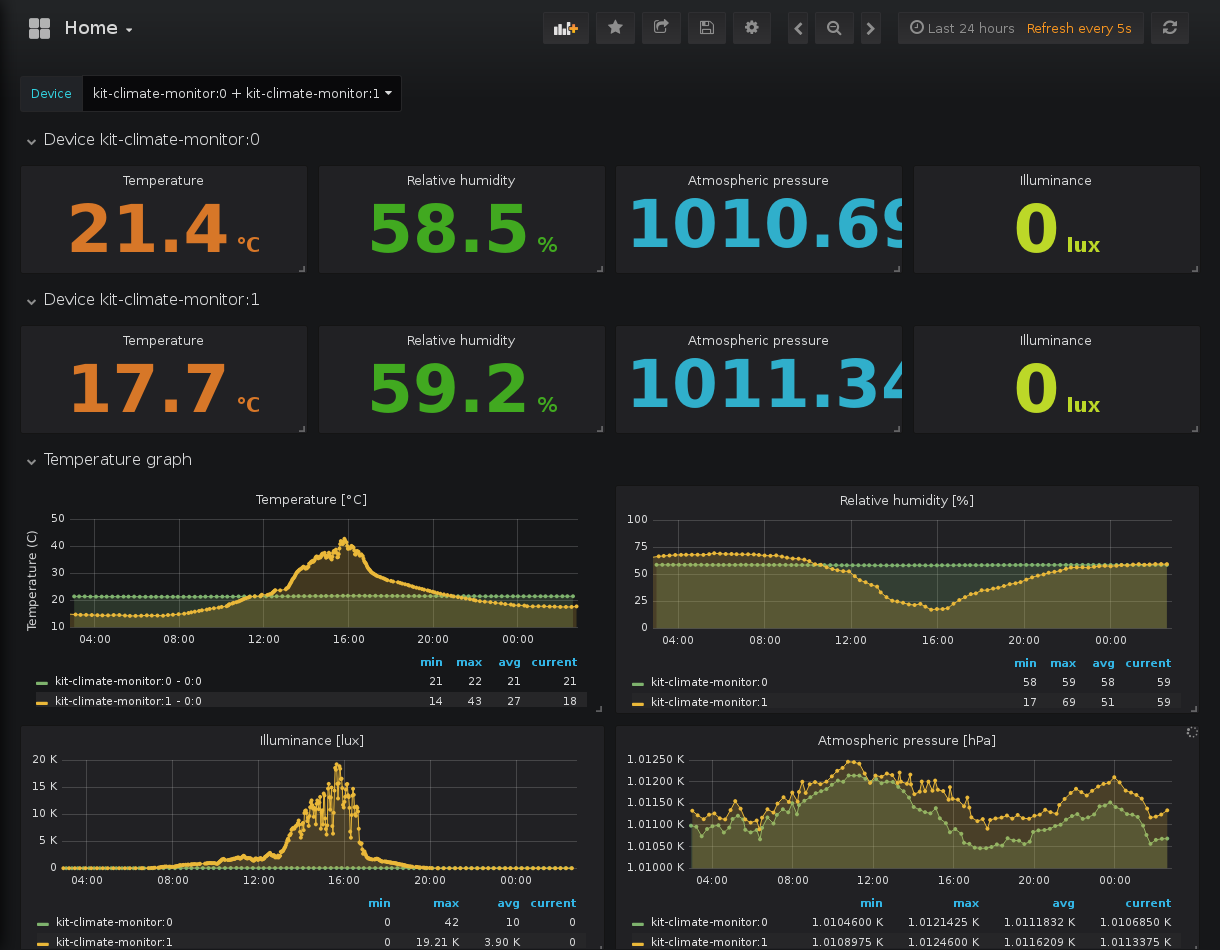 Home
Last 24 hours Refresh every 5s
Device kit-climate-monitor:0 + kit-climate-monitor:1
Device kit-climate-monitor:0
Temperature Relative humidity Atmospheric pressure Illuminance
21.4 °C 58.5 % 1010.69 0 lux
Device kit-climate-monitor:1
Temperature Relative humidity Atmospheric pressure Illuminance
17.7 °C 59.2 % 1011.34 0 lux
Temperature graph
Temperature [°C]
Temperature (C)
50
40
30
20
10
04:00 08:00 12:00 16:00 20:00 00:00
min max avg current
kit-climate-monitor:0 - 0:0 21 22 21 21
kit-climate-monitor:1 - 0:0 14 43 27 18
Relative humidity [%]
100
75
50
25
0
04:00 08:00 12:00 16:00 20:00 00:00
min max avg current
kit-climate-monitor:0 58 59 58 59
kit-climate-monitor:1 17 69 51 59
Illuminance [lux]
20 K
15 K
10 K
5 K
0
04:00 08:00 12:00 16:00 20:00 00:00
min max avg current
kit-climate-monitor:0 0 42 10 0
kit-climate-monitor:1 0 19.21 K 3.90 K 0
Atmospheric pressure [hPa]
1.01250 K
1.01200 K
1.01150 K
1.01100 K
1.01050 K
1.01000 K
04:00 08:00 12:00 16:00 20:00 00:00
min max avg current
kit-climate-monitor:0 1.0104600 K 1.0121425 K 1.0111832 K 1.0106850 K
kit-climate-monitor:1 1.0108975 K 1.0124600 K 1.0116209 K 1.0113375 K